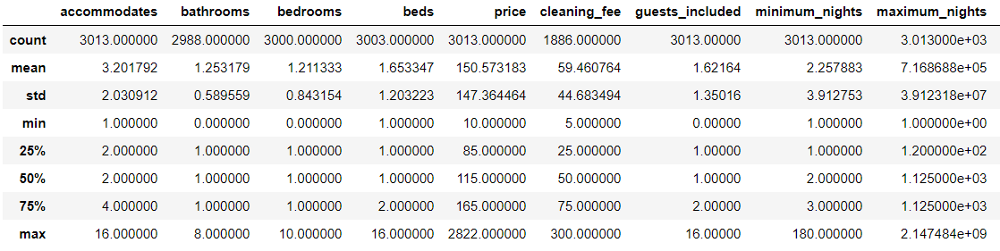 accommodates bathrooms bedrooms beds price cleaning_fee guests_included minimum_nights maximum_nights
count 3013.000000 2988.000000 3000.000000 3003.000000 3013.000000 1886.000000 3013.00000 3013.000000 3.013000e+03
mean 3.201792 1.253179 1.211333 1.653347 150.573183 59.460764 1.62164 2.257883 7.168688e+05
std 2.030912 0.589559 0.843154 1.203223 147.364464 44.683494 1.35016 3.912753 3.912318e+07
min 1.000000 0.000000 0.000000 1.000000 10.000000 5.000000 0.00000 1.000000 1.000000e+00
25% 2.000000 1.000000 1.000000 1.000000 85.000000 25.000000 1.00000 1.000000 1.200000e+02
50% 2.000000 1.000000 1.000000 1.000000 115.000000 50.000000 1.00000 2.000000 1.125000e+03
75% 4.000000 1.000000 1.000000 2.000000 165.000000 75.000000 2.00000 3.000000 1.125000e+03
max 16.000000 8.000000 10.000000 16.000000 2822.000000 300.000000 16.00000 180.000000 2.147484e+09